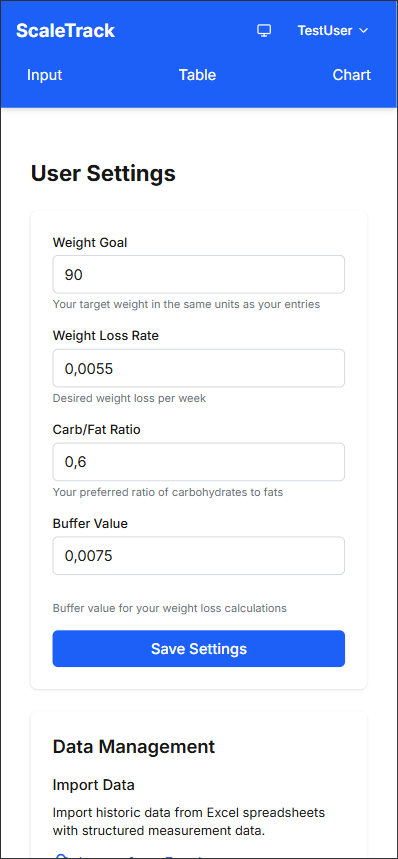 ScaleTrack
TestUser
Input Table Chart
User Settings
Weight Goal
90
Your target weight in the same units as your entries
Weight Loss Rate
0,0055
Desired weight loss per week
Carb/Fat Ratio
0,6
Your preferred ratio of carbohydrates to fats
Buffer Value
0,0075
Buffer value for your weight loss calculations
Save Settings
Data Management
Import Data
Import historic data from Excel spreadsheets
with structured measurement data.